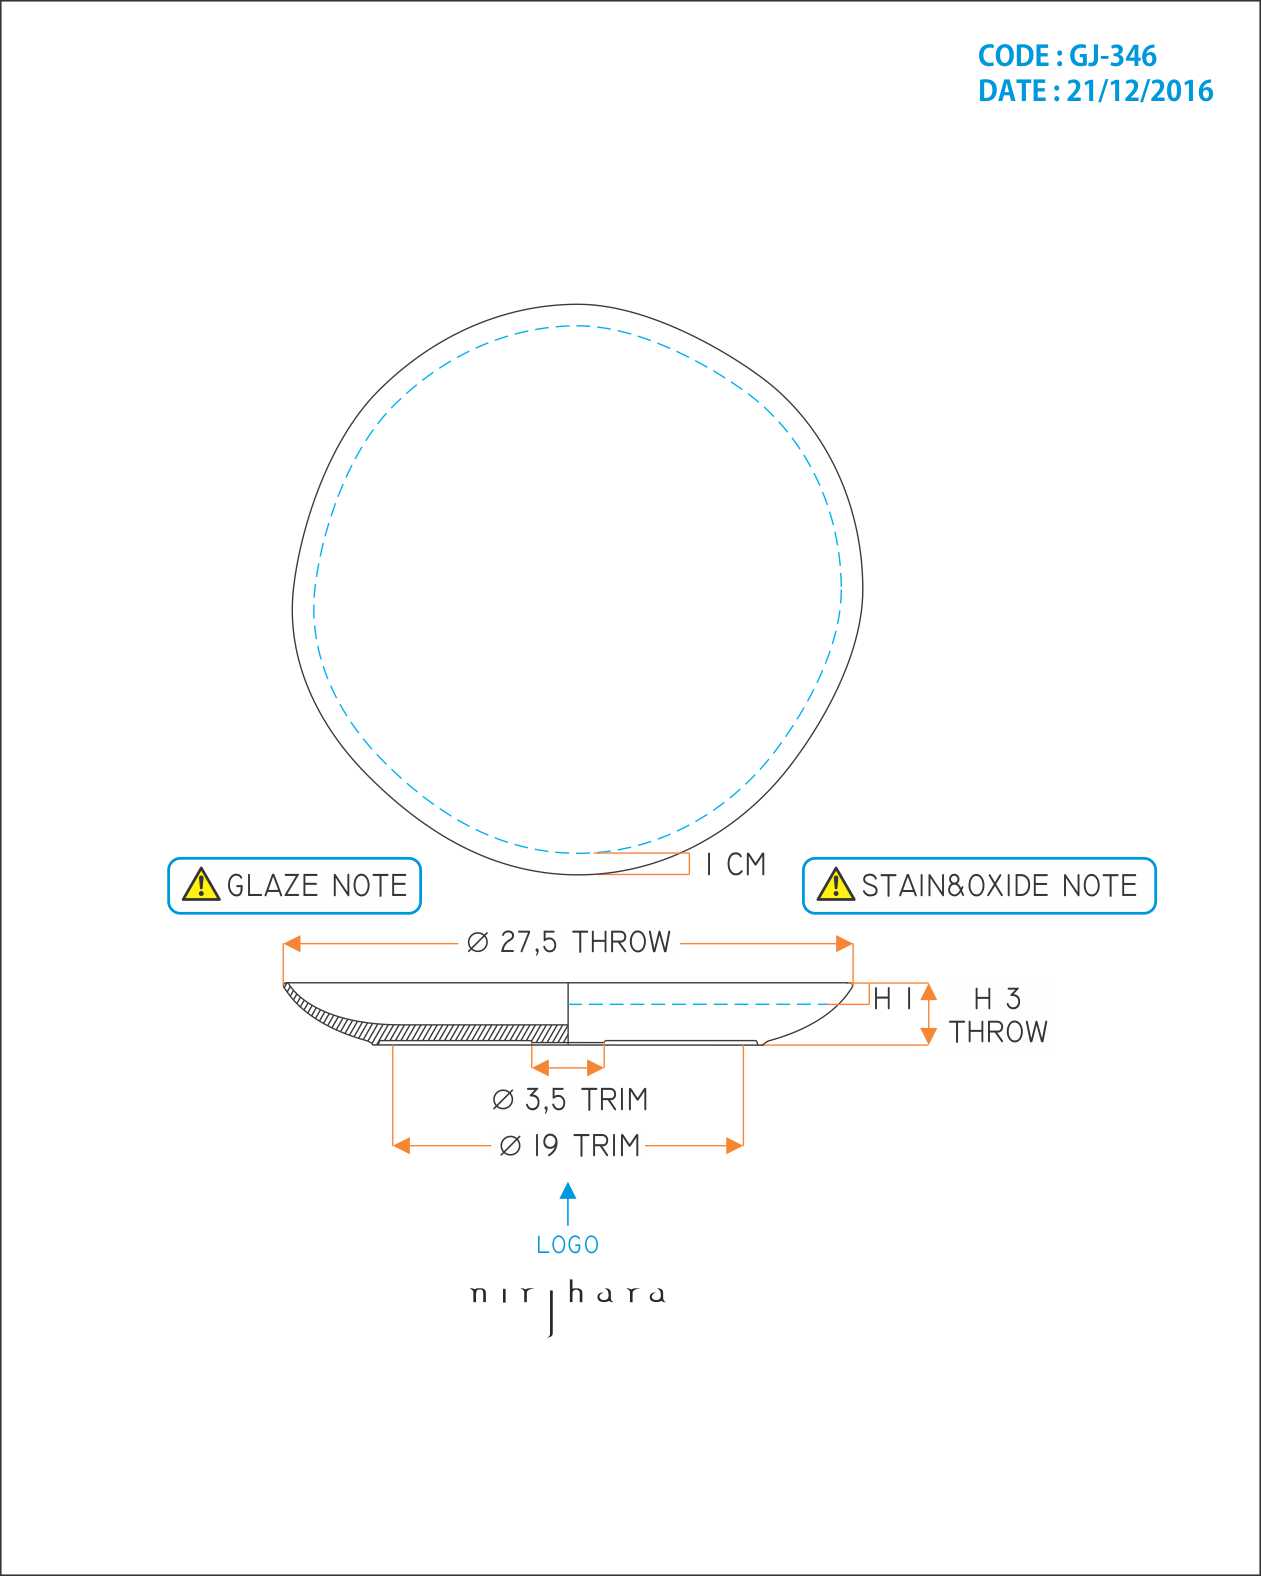 CODE : GJ-346
DATE : 21/12/2016
1 CM
GLAZE NOTE
STAIN&OXIDE NOTE
Ø 27,5 THROW
H 1
H 3
THROW
Ø 3,5 TRIM
Ø 19 TRIM
LOGO
nirjhara